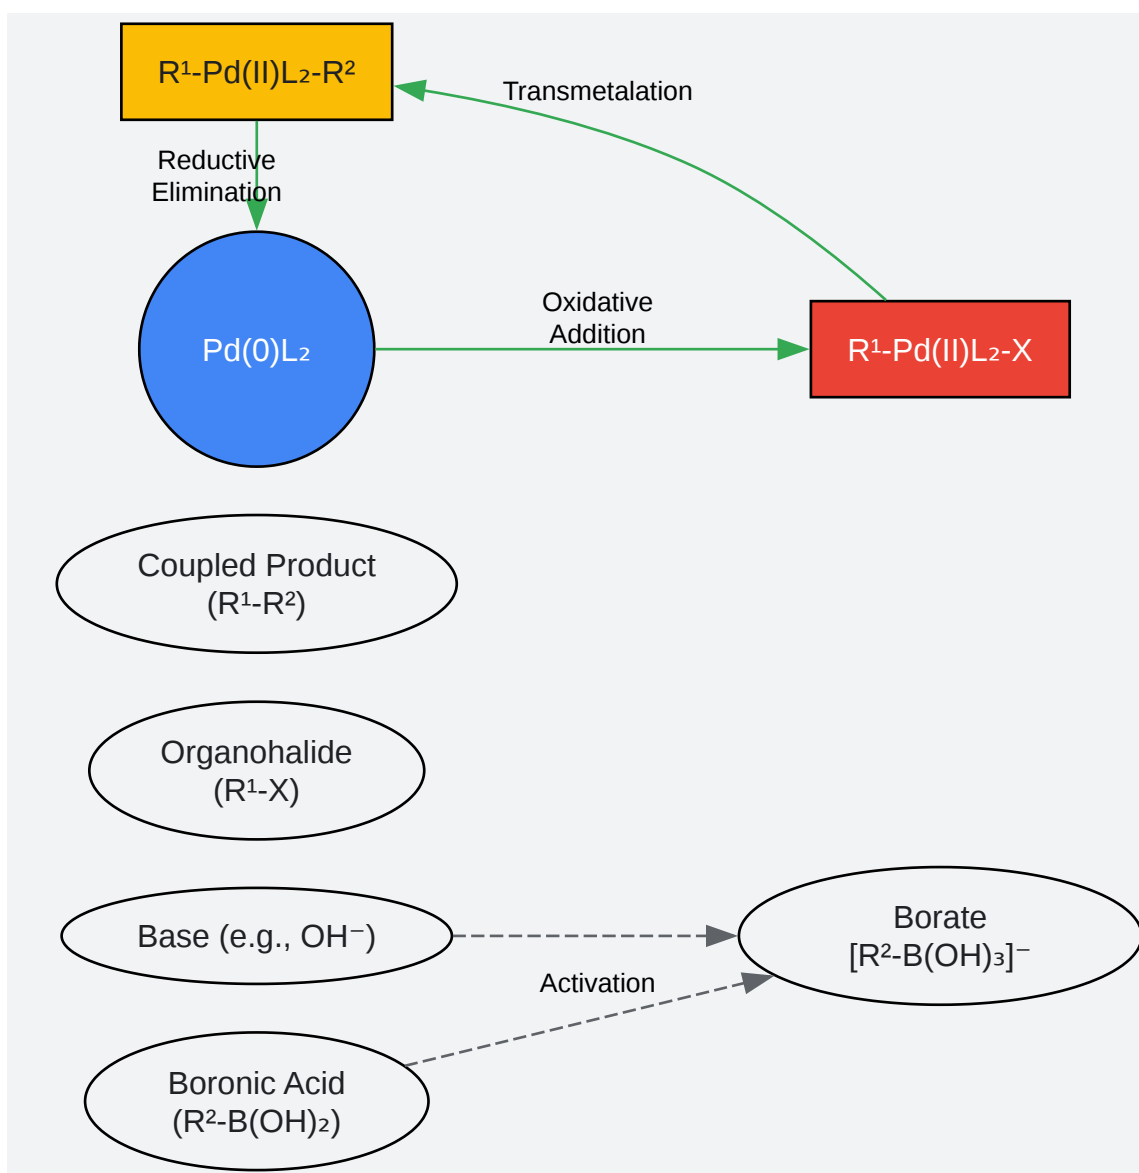 R¹-Pd(II)L₂-R²
Transmetalation
Reductive
Elimination
Oxidative
Addition
Pd(0)L₂
R¹-Pd(II)L₂-X
Coupled Product
(R¹-R²)
Organohalide
(R¹-X)
Base (e.g., OH⁻)
Borate
[R²-B(OH)₃]⁻
Activation
Boronic Acid
(R²-B(OH)₂)